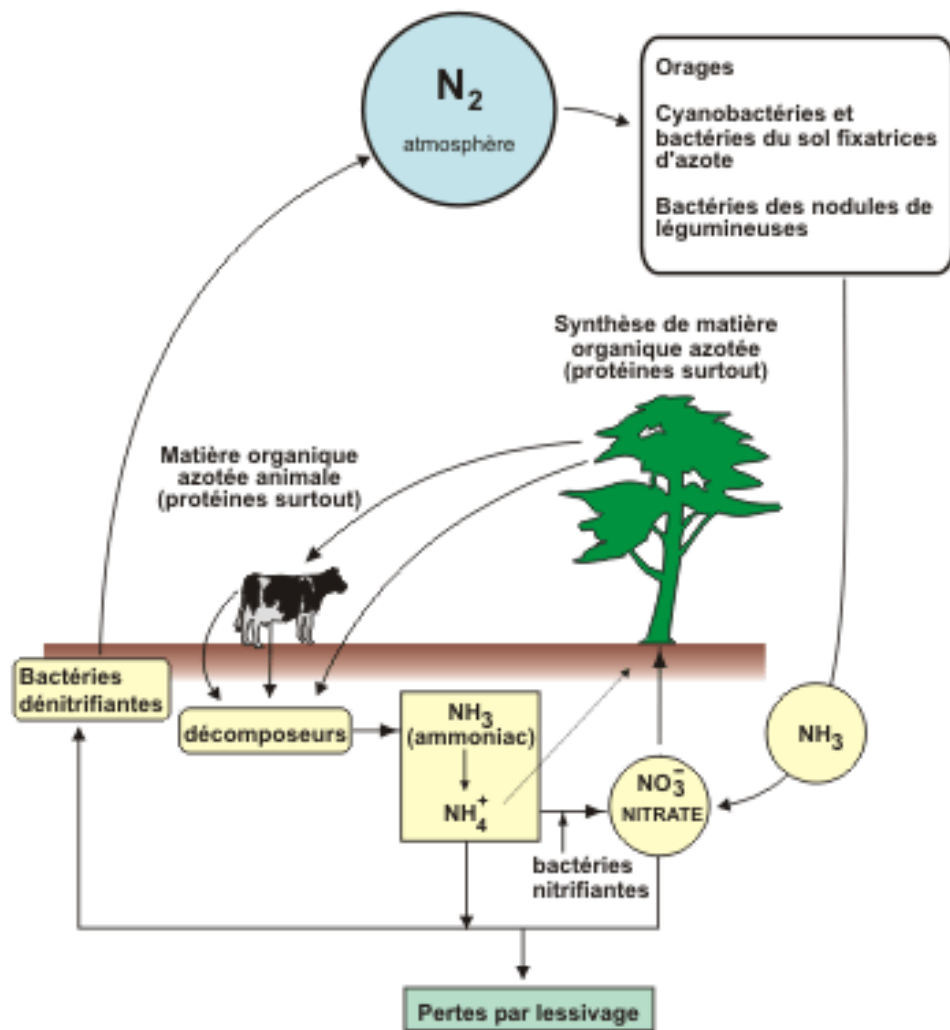 N2
atmosphère
Orages
Cyanobactéries et
bactéries du sol fixatrices
d'azote
Bactéries des nodules de
légumineuses
Synthèse de matière
organique azotée
(protéines surtout)
Matière organique
azotée animale
(protéines surtout)
Bactéries
dénitrifiantes
décomposeurs
NH3
(ammoniac)
NH4+
NO3-
NITRATE
NH3
bactéries
nitrifiantes
Pertes par lessivage